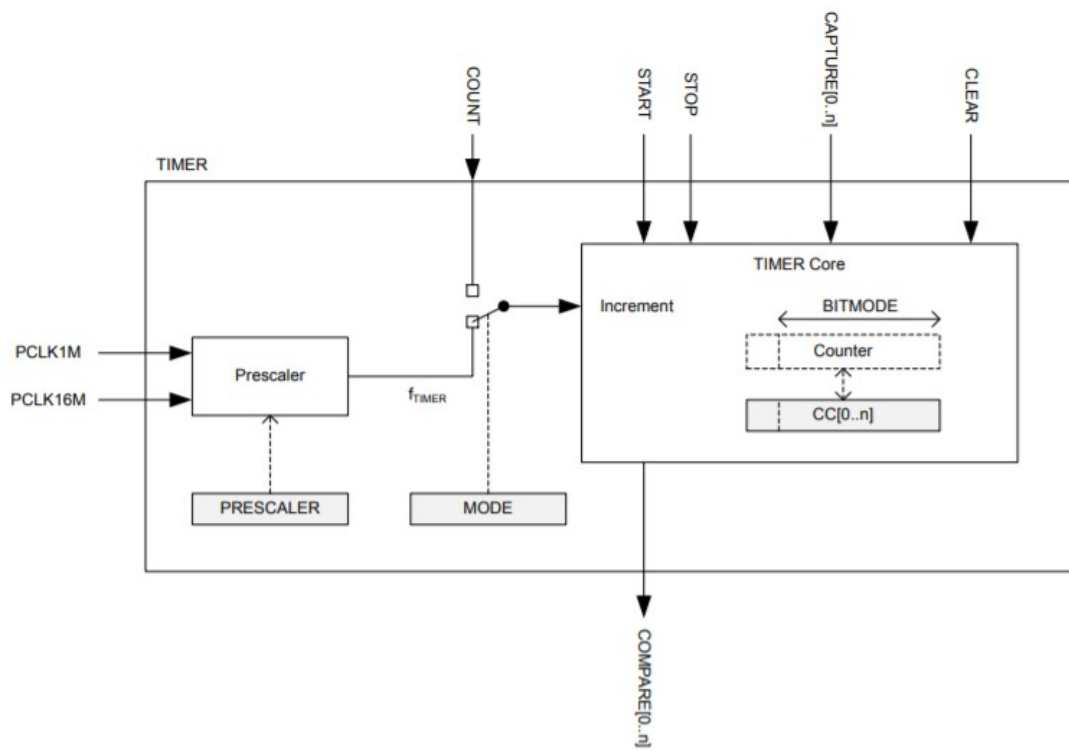 COUNT
START
STOP
CAPTURE[0..n]
CLEAR
TIMER
TIMER Core
Increment
BITMODE
Counter
CC[0..n]
PCLK1M
PCLK16M
Prescaler
fTIMER
PRESCALER
MODE
COMPARE[0..n]